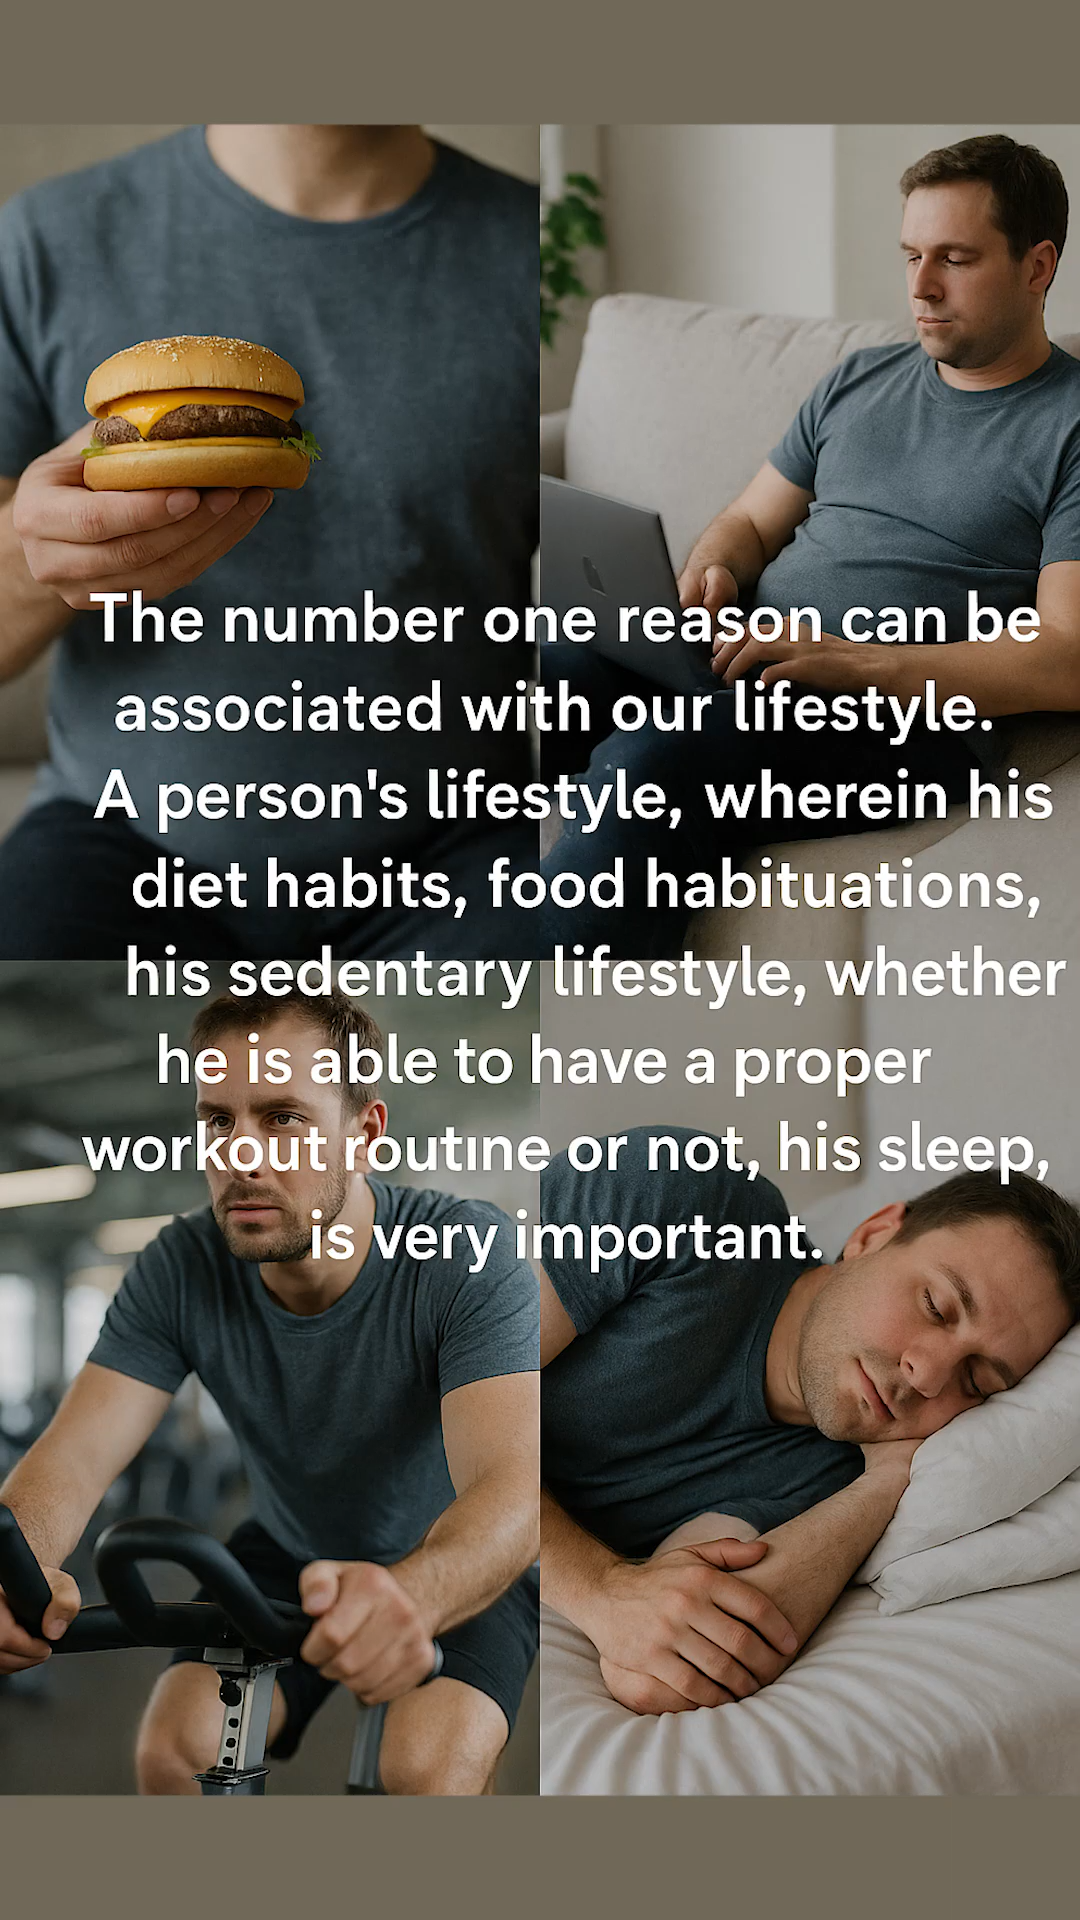 The number one reason can be
associated with our lifestyle.
A person's lifestyle, wherein his
diet habits, food habituations,
his sedentary lifestyle, whether
he is able to have a proper
workout routine or not, his sleep,
is very important.